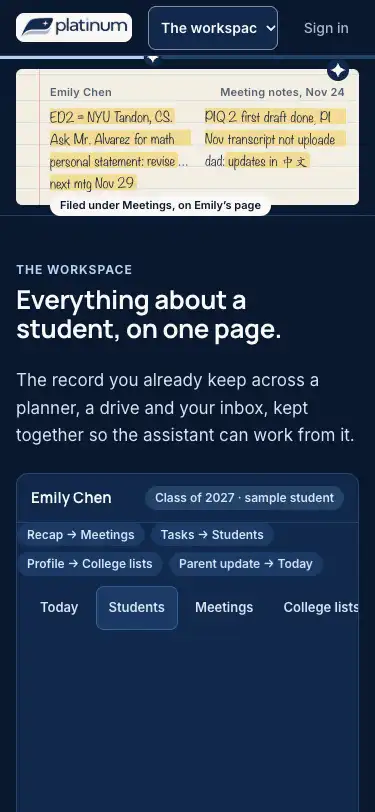 platinum
The workspac
Sign in
Emily Chen
Meeting notes, Nov 24
ED2 = NYU Tandon, CS.
Ask Mr. Alvarez for math
personal statement: revise ...
next mtg Nov 29
PIQ 2 first draft done, PI
Nov transcript not uploade
dad: updates in 中文
Filed under Meetings, on Emily's page
THE WORKSPACE
Everything about a
student, on one page.
The record you already keep across a
planner, a drive and your inbox, kept
together so the assistant can work from it.
Emily Chen
Class of 2027 · sample student
Recap → Meetings
Tasks → Students
Profile → College lists
Parent update → Today
Today
Students
Meetings
College lists